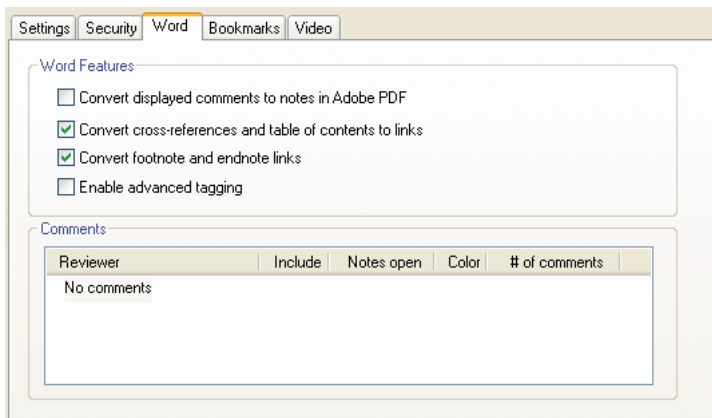 Settings Security Word Bookmarks Video
Word Features
Convert displayed comments to notes in Adobe PDF
Convert cross-references and table of contents to links
Convert footnote and endnote links
Enable advanced tagging
Comments
Reviewer Include Notes open Color # of comments
No comments